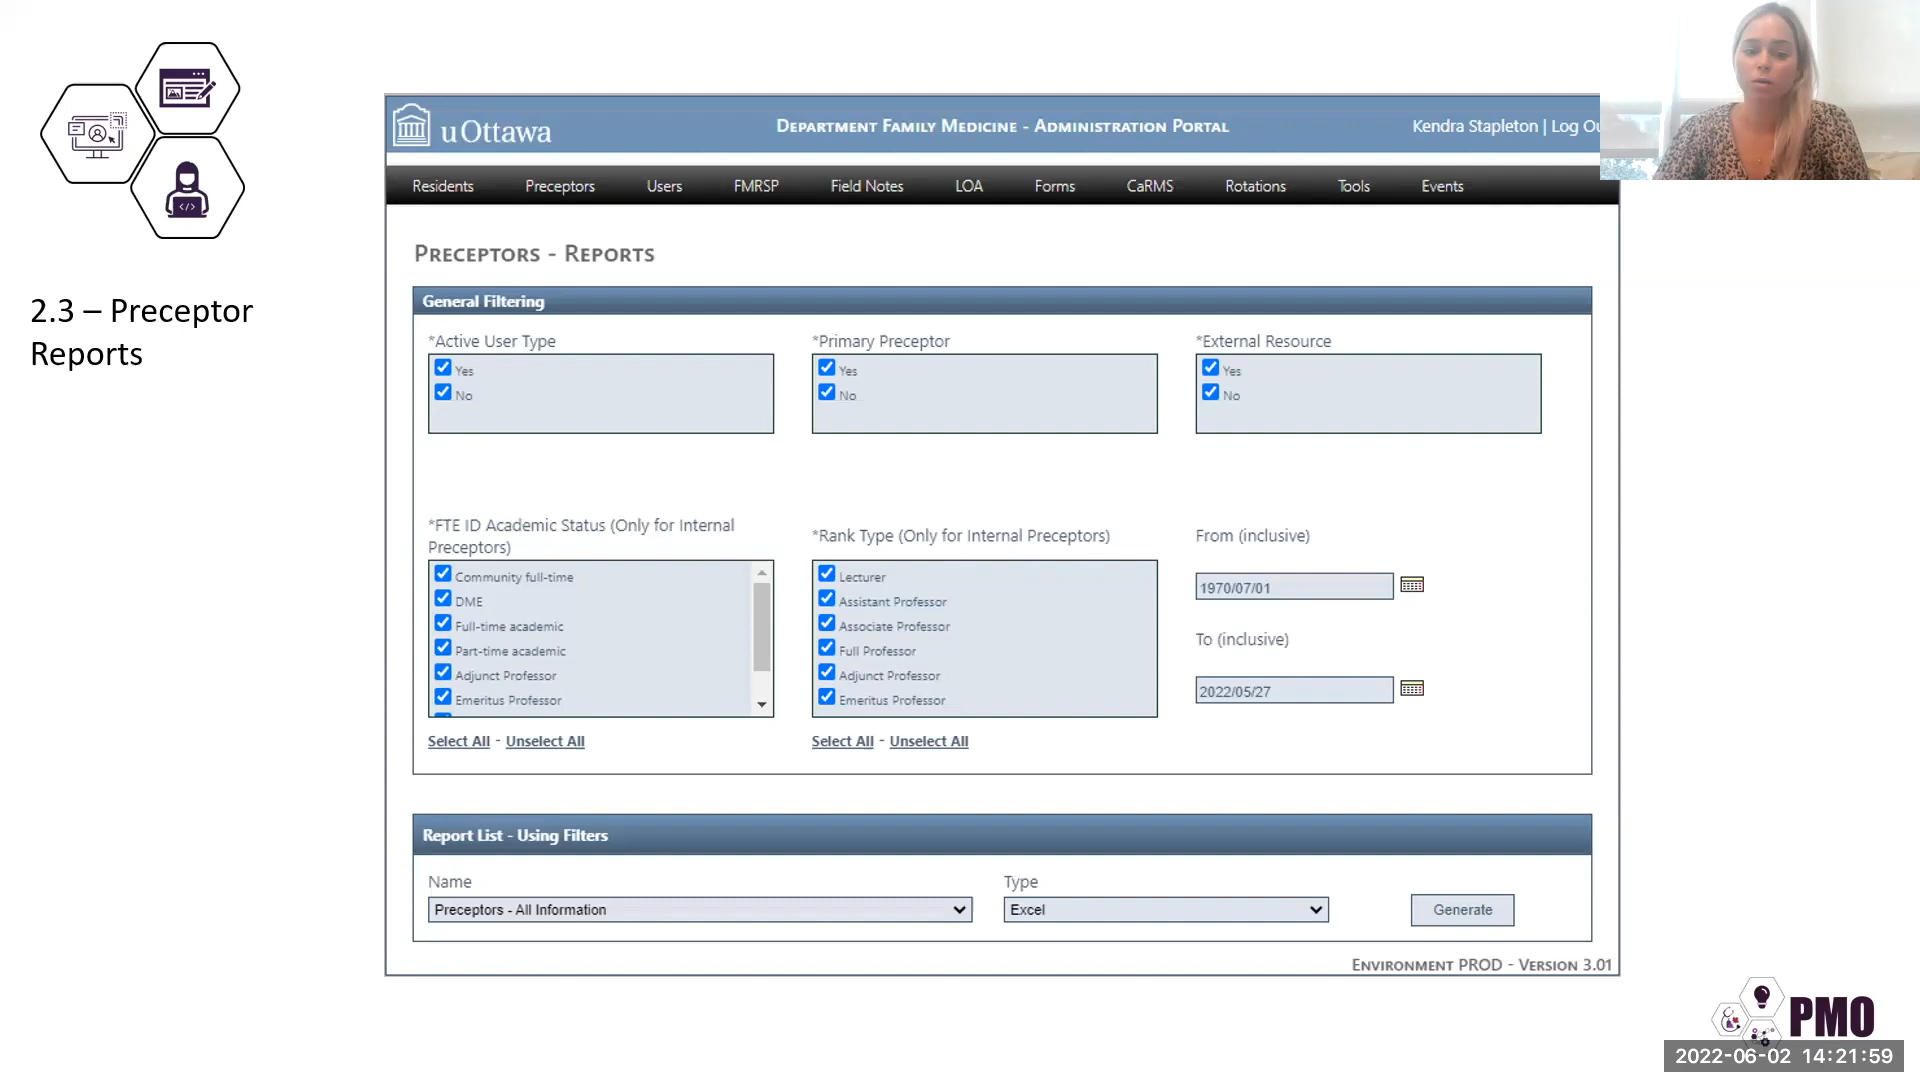 2.3 – Preceptor
Reports
uOttawa
Department Family Medicine - Administration Portal
Kendra Stapleton | Log Ou
Residents Preceptors Users FMRSP Field Notes LOA Forms CaRMS Rotations Tools Events
Preceptors - Reports
General Filtering
*Active User Type
Yes
No
*Primary Preceptor
Yes
No
*External Resource
Yes
No
*FTE ID Academic Status (Only for Internal
Preceptors)
Community full-time
DME
Full-time academic
Part-time academic
Adjunct Professor
Emeritus Professor
Select All - Unselect All
*Rank Type (Only for Internal Preceptors)
Lecturer
Assistant Professor
Associate Professor
Full Professor
Adjunct Professor
Emeritus Professor
Select All - Unselect All
From (inclusive)
1970/07/01
To (inclusive)
2022/05/27
Report List - Using Filters
Name
Preceptors - All Information
Type
Excel
Generate
Environment PROD - Version 3.01
PMO
2022-06-02 14:21:59